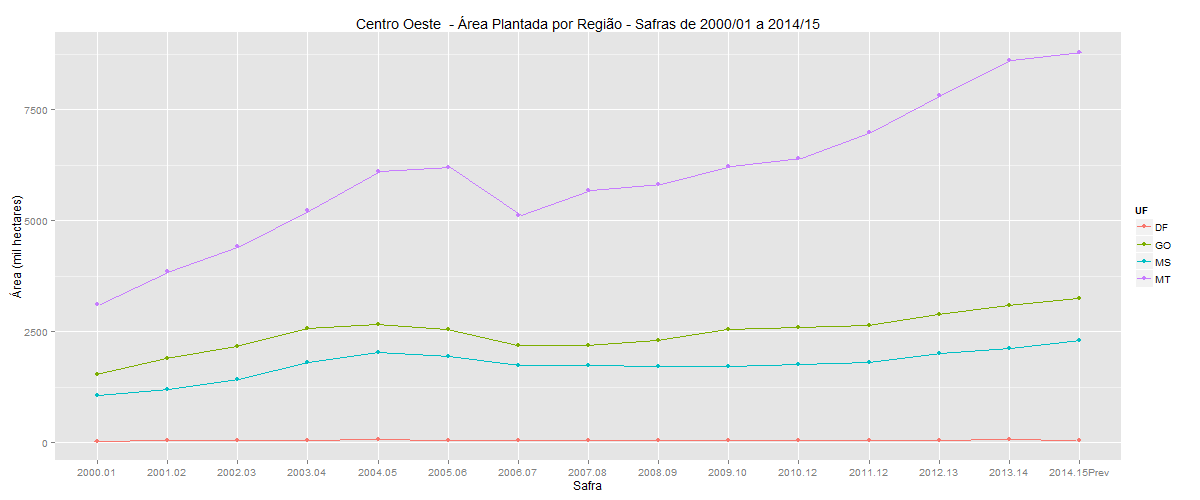 Centro Oeste - Área Plantada por Região - Safras de 2000/01 a 2014/15
Área (mil hectares)
7500
5000
2500
0
2000.01 2001.02 2002.03 2003.04 2004.05 2005.06 2006.07 2007.08 2008.09 2009.10 2010.12 2011.12 2012.13 2013.14 2014.15Prev
Safra
UF
DF
GO
MS
MT